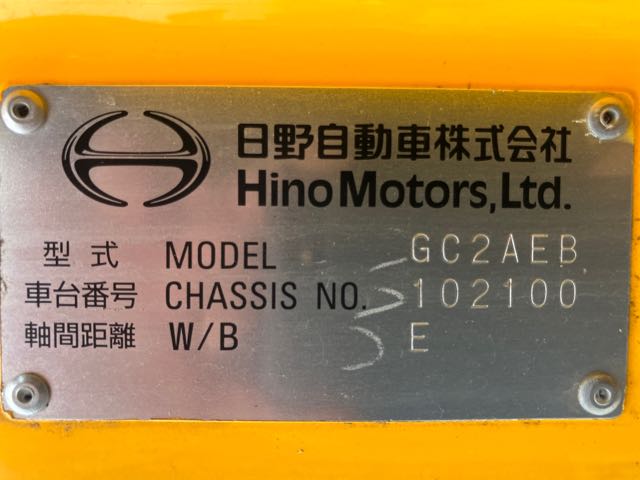 日野自動車株式会社
Hino Motors, Ltd.
型式 MODEL GC2AEB
車台番号 CHASSIS NO. 102100
軸間距離 W/B E